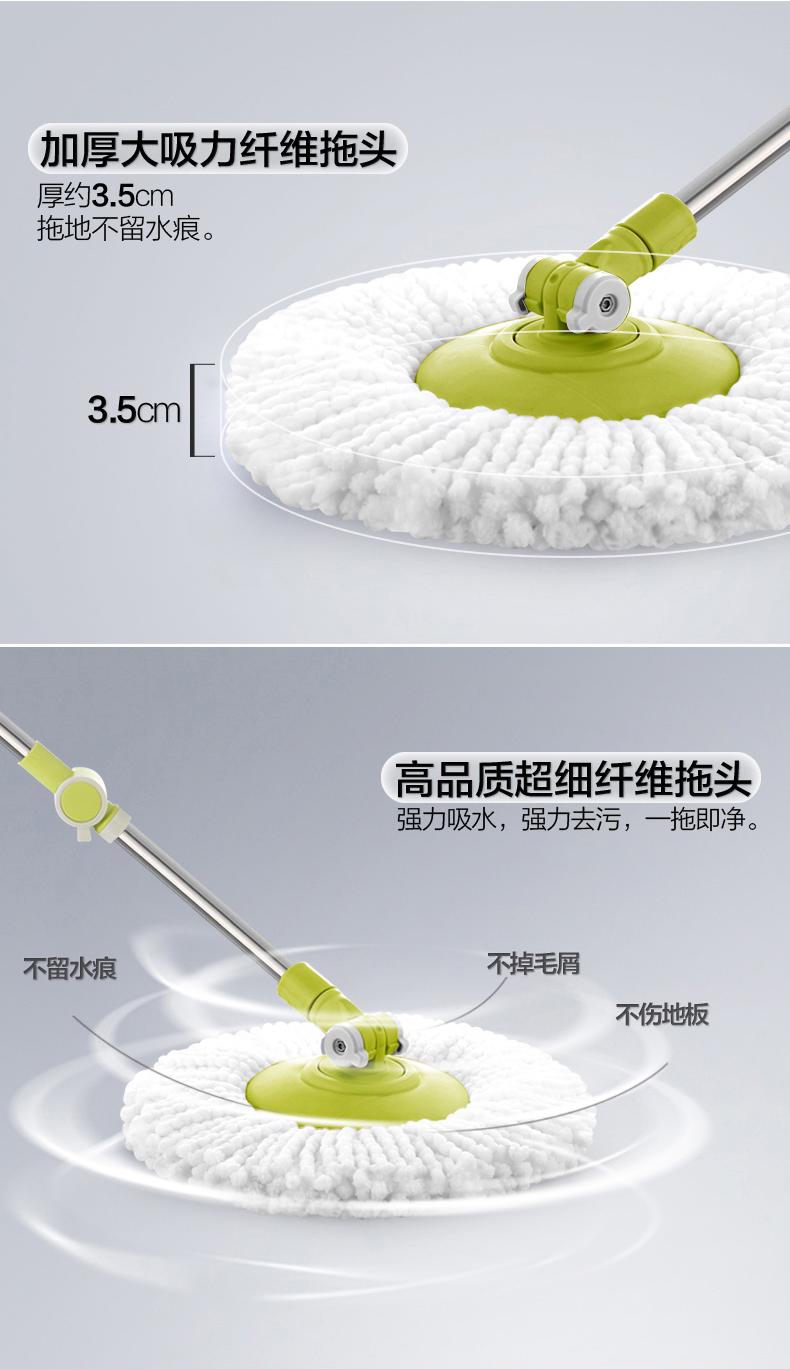 加厚大吸力纤维拖头
厚约3.5cm
拖地不留水痕。
3.5cm
高品质超细纤维拖头
强力吸水，强力去污，一拖即净。
不留水痕
不掉毛屑
不伤地板